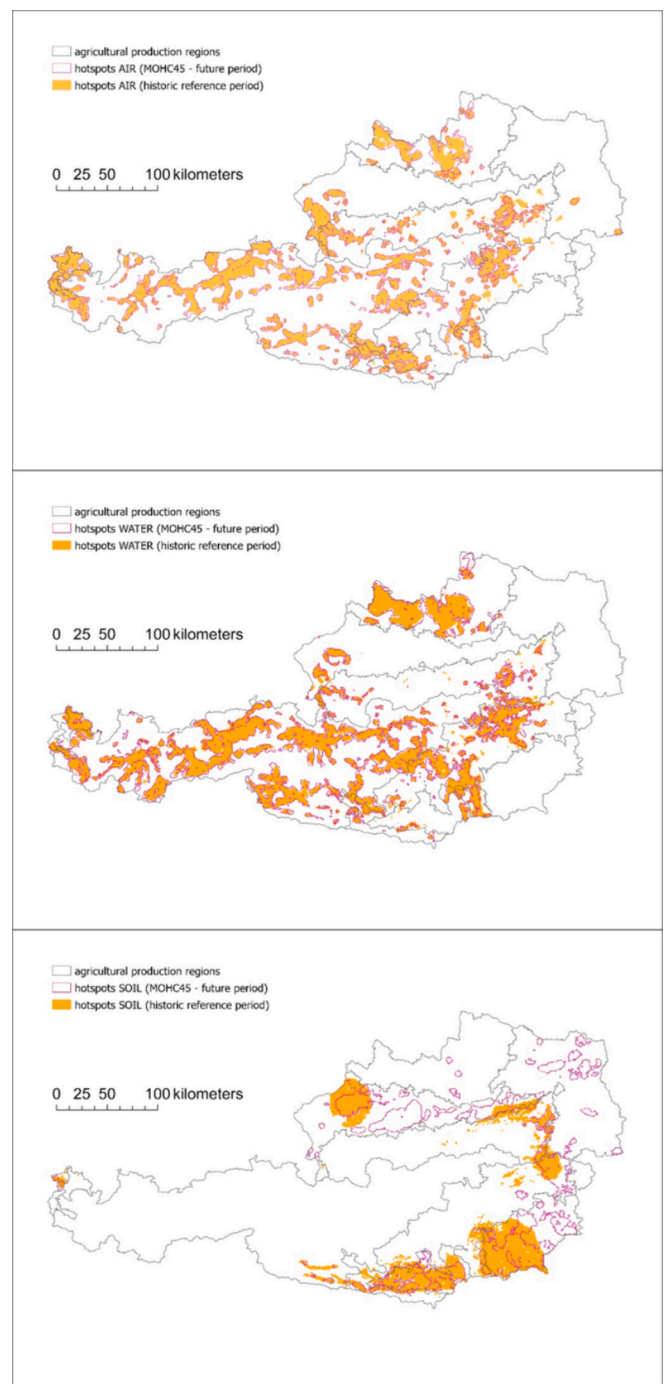 agricultural production regions
hotspots AIR (MOHC45 - future period)
hotspots AIR (historic reference period)
0 25 50 100 kilometers
agricultural production regions
hotspots WATER (MOHC45 - future period)
hotspots WATER (historic reference period)
0 25 50 100 kilometers
agricultural production regions
hotspots SOIL (MOHC45 - future period)
hotspots SOIL (historic reference period)
0 25 50 100 kilometers